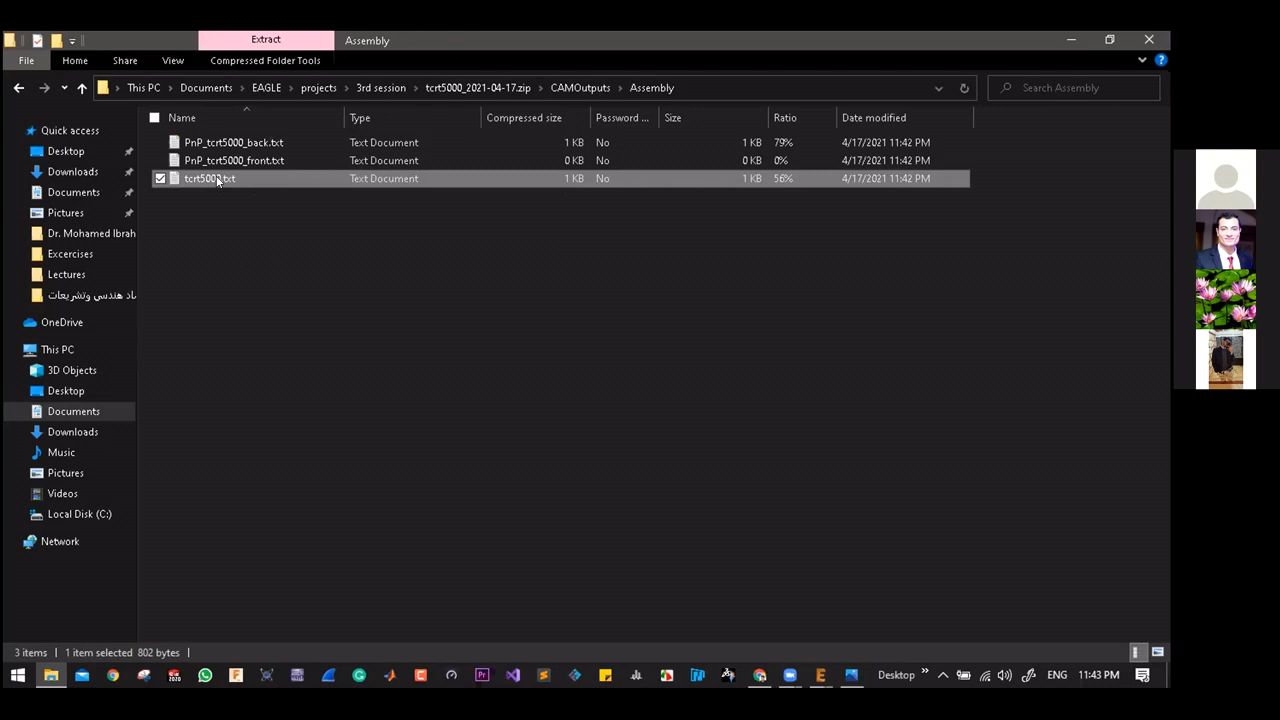 Extract
Assembly
File
Home
Share
View
Compressed Folder Tools
This PC
Documents
EAGLE
projects
3rd session
tcrt5000_2021-04-17.zip
CAMOutputs
Assembly
Search Assembly
Name
Type
Compressed size
Password ...
Size
Ratio
Date modified
PnP_tcrt5000_back.txt Text Document 1 KB No 1 KB 79% 4/17/2021 11:42 PM
PnP_tcrt5000_front.txt Text Document 0 KB No 0 KB 0% 4/17/2021 11:42 PM
tcrt5000.txt Text Document 1 KB No 1 KB 56% 4/17/2021 11:42 PM
Quick access
Desktop
Downloads
Documents
Pictures
Dr. Mohamed Ibrah
Excercises
Lectures
اد هندسي وتشريعات
OneDrive
This PC
3D Objects
Desktop
Documents
Downloads
Music
Pictures
Videos
Local Disk (C:)
Network
3 items
1 item selected 802 bytes
Desktop
ENG
11:43 PM